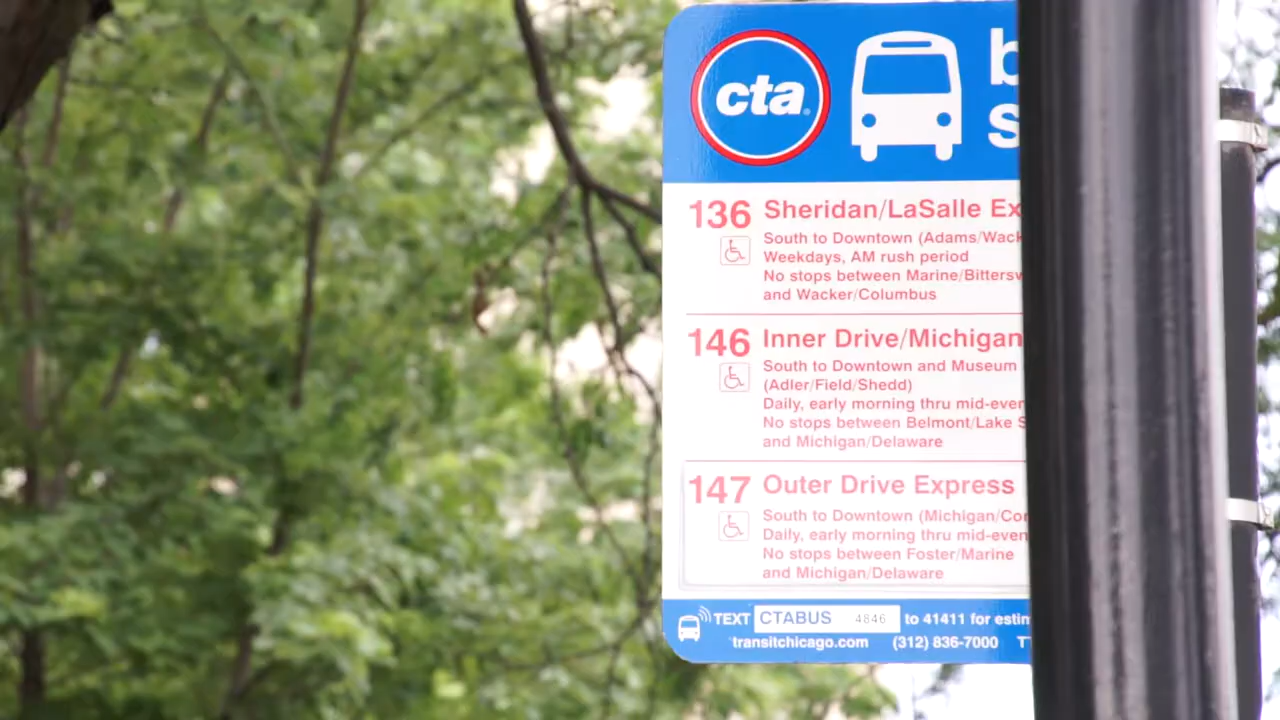 cta
136 Sheridan/LaSalle Ex
South to Downtown (Adams/Wack
Weekdays, AM rush period
No stops between Marine/Bittersw
and Wacker/Columbus
146 Inner Drive/Michigan
South to Downtown and Museum
(Adler/Field/Shedd)
Daily, early morning thru mid-even
No stops between Belmont/Lake S
and Michigan/Delaware
147 Outer Drive Express
South to Downtown (Michigan/Con
Daily, early morning thru mid-even
No stops between Foster/Marine
and Michigan/Delaware
TEXT CTABUS 4846 to 41411 for estim
transitchicago.com (312) 836-7000